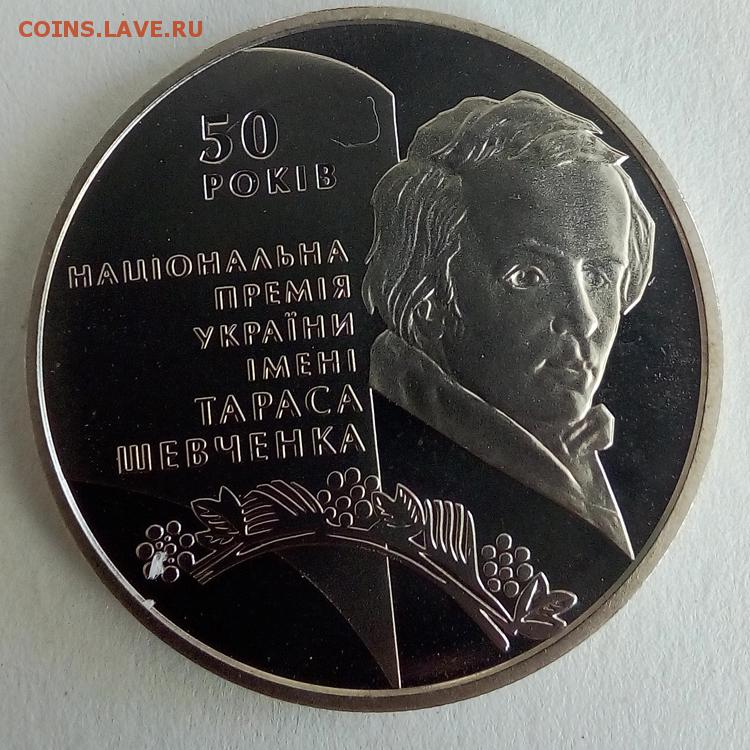 COINS.LAVE.RU
50
РОКІВ
НАЦІОНАЛЬНА
ПРЕМІЯ
УКРАЇНИ
ІМЕНІ
ТАРАСА
ШЕВЧЕНКА